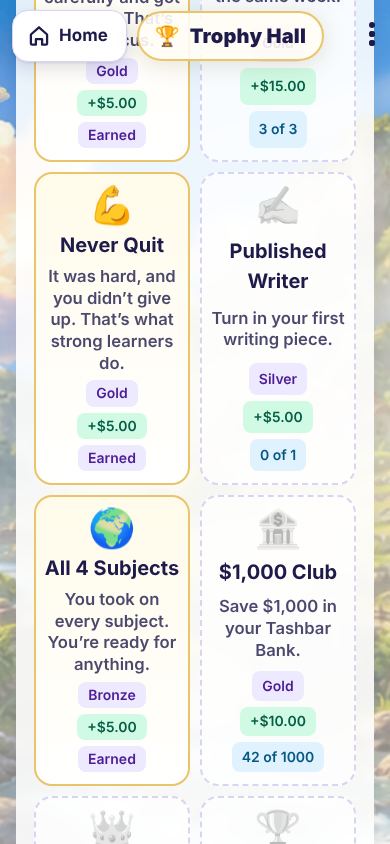 Home
Trophy Hall
Gold
+$5.00
Earned
+$15.00
3 of 3
Never Quit
It was hard, and
you didn’t give
up. That’s what
strong learners
do.
Gold
+$5.00
Earned
Published
Writer
Turn in your first
writing piece.
Silver
+$5.00
0 of 1
All 4 Subjects
You took on
every subject.
You’re ready for
anything.
Bronze
+$5.00
Earned
$1,000 Club
Save $1,000 in
your Tashbar
Bank.
Gold
+$10.00
42 of 1000